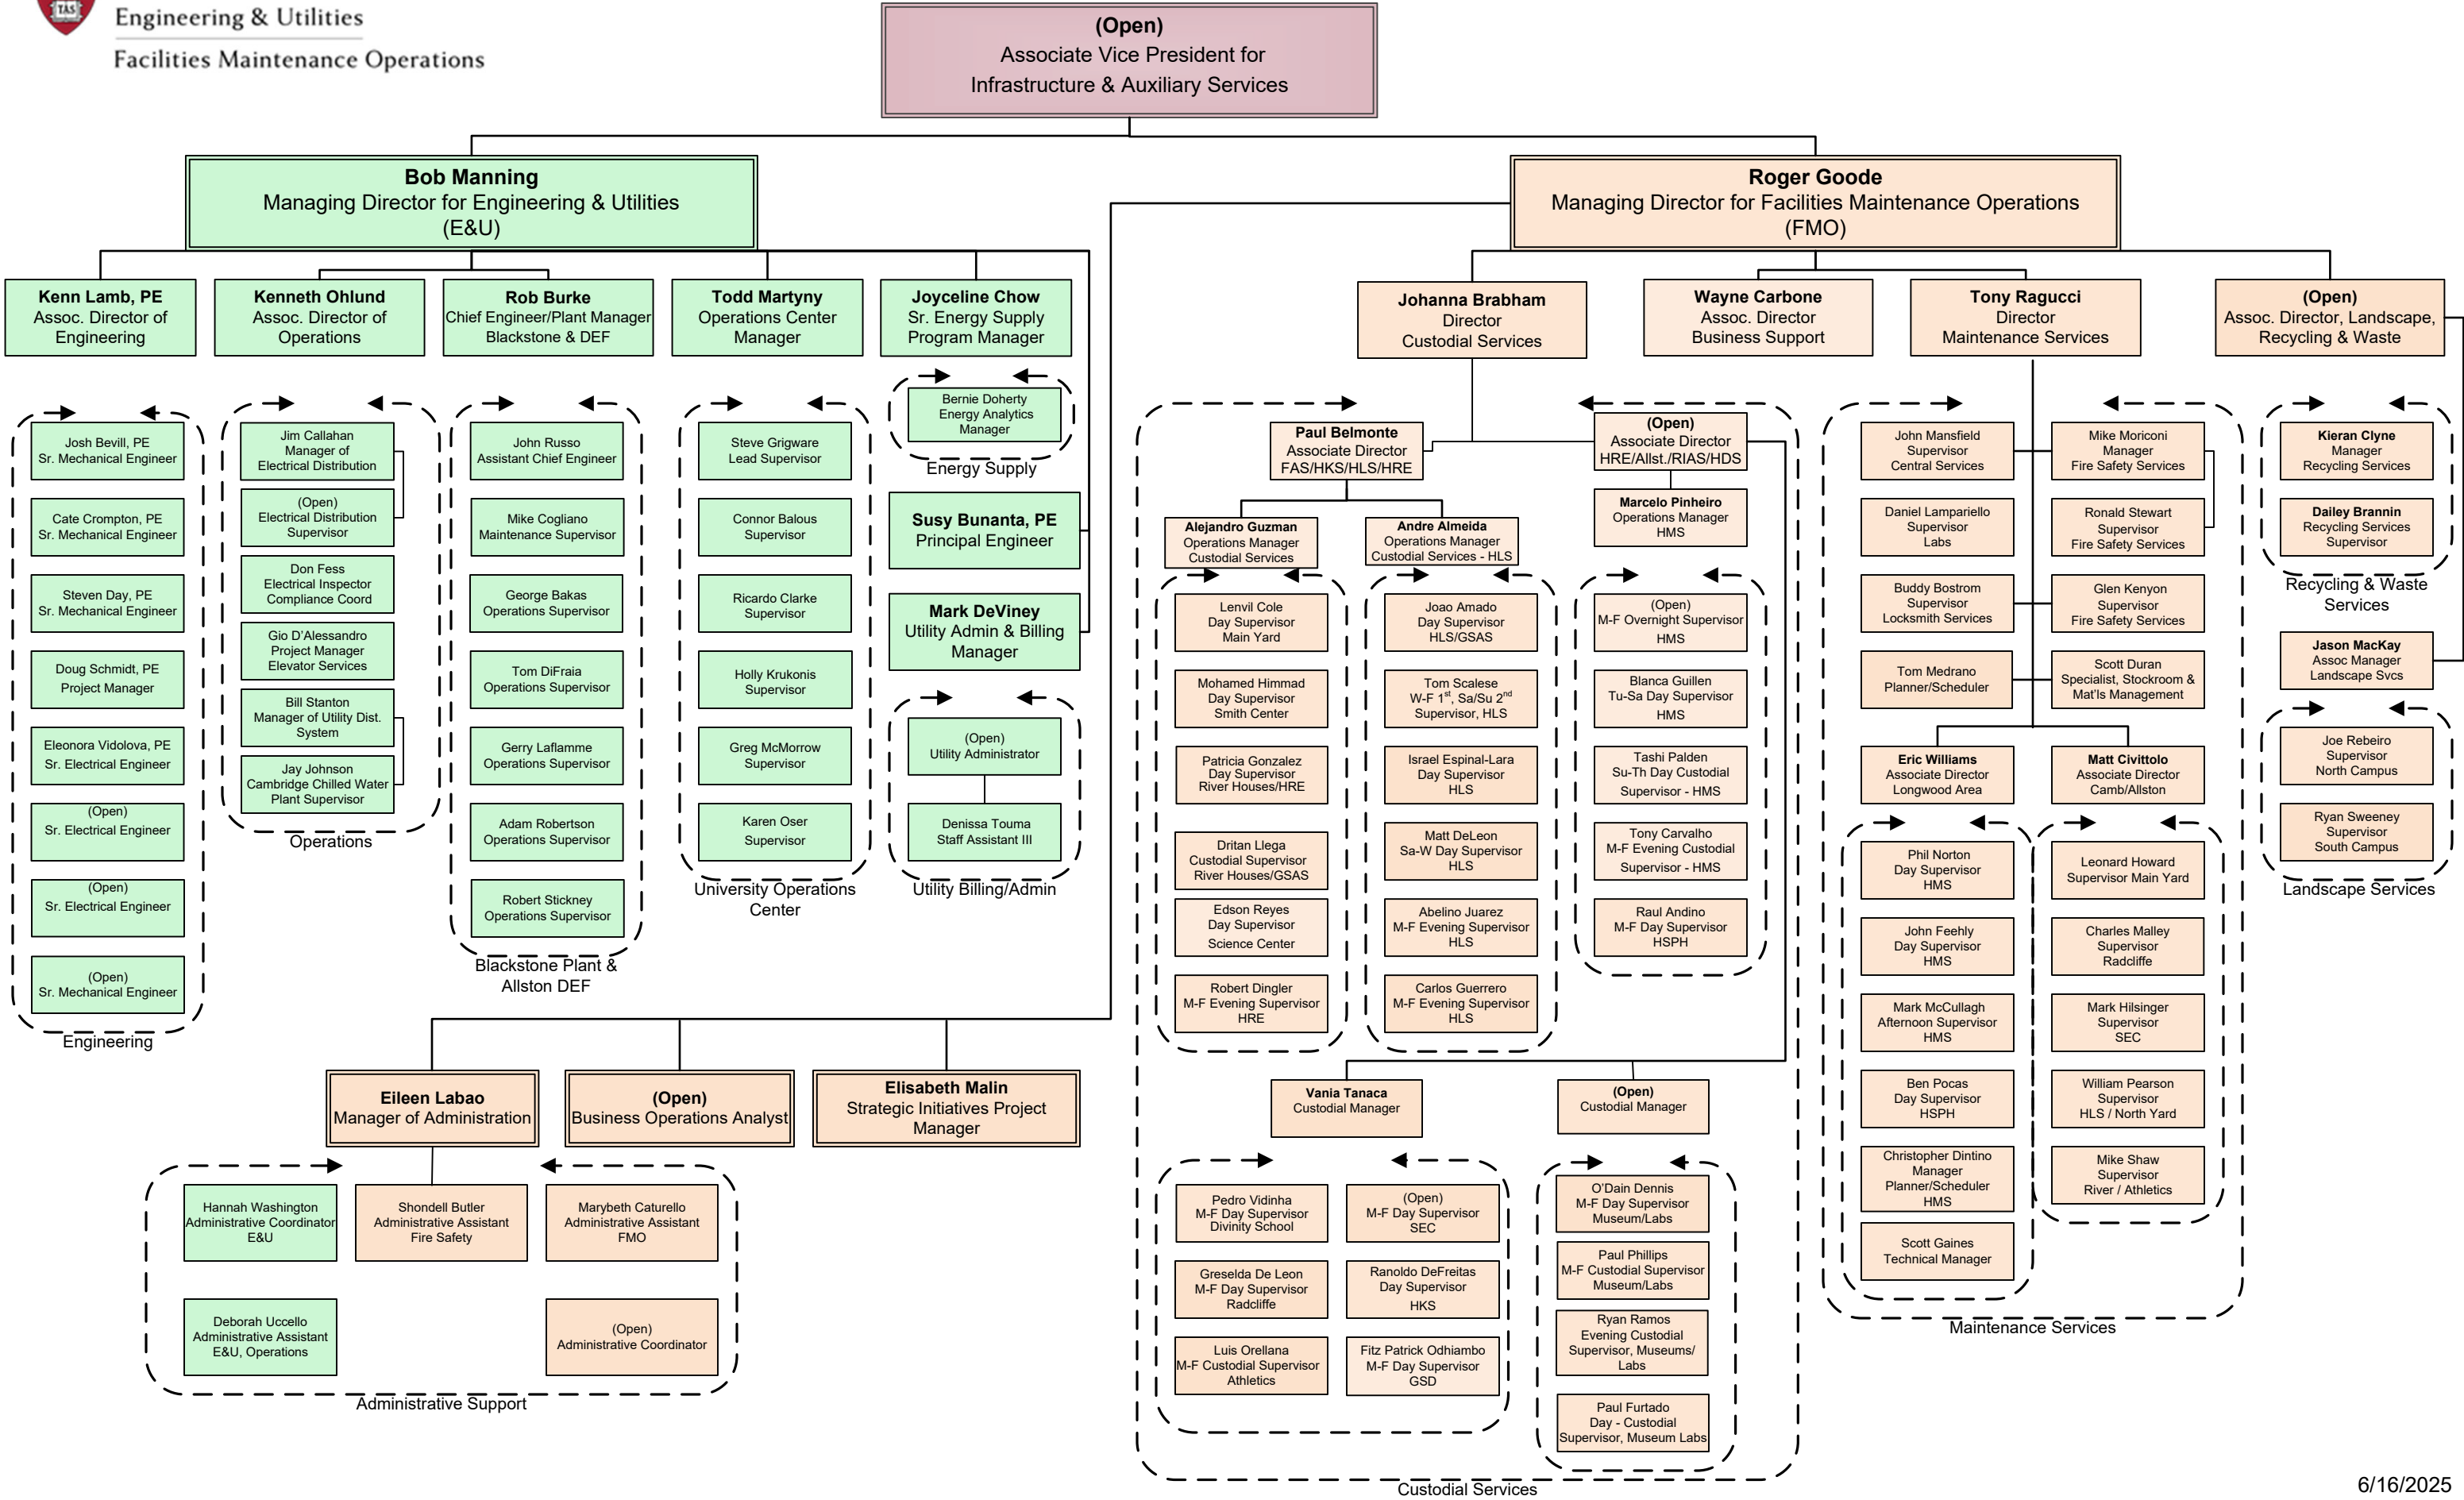 TAS
Engineering & Utilities
Facilities Maintenance Operations
(Open)
Associate Vice President for
Infrastructure & Auxiliary Services
Bob Manning
Managing Director for Engineering & Utilities
(E&U)
Roger Goode
Managing Director for Facilities Maintenance Operations
(FMO)
Kenn Lamb, PE
Assoc. Director of
Engineering
Kenneth Ohlund
Assoc. Director of
Operations
Rob Burke
Chief Engineer/Plant Manager
Blackstone & DEF
Todd Martyny
Operations Center
Manager
Joyceline Chow
Sr. Energy Supply
Program Manager
Johanna Brabham
Director
Custodial Services
Wayne Carbone
Assoc. Director
Business Support
Tony Ragucci
Director
Maintenance Services
(Open)
Assoc. Director, Landscape,
Recycling & Waste
Josh Bevill, PE
Sr. Mechanical Engineer
Cate Crompton, PE
Sr. Mechanical Engineer
Steven Day, PE
Sr. Mechanical Engineer
Doug Schmidt, PE
Project Manager
Eleonora Vidolova, PE
Sr. Electrical Engineer
(Open)
Sr. Electrical Engineer
(Open)
Sr. Electrical Engineer
(Open)
Sr. Mechanical Engineer
Engineering
Jim Callahan
Manager of
Electrical Distribution
(Open)
Electrical Distribution
Supervisor
Don Fess
Electrical Inspector
Compliance Coord
Gio D'Alessandro
Project Manager
Elevator Services
Bill Stanton
Manager of Utility Dist.
System
Jay Johnson
Cambridge Chilled Water
Plant Supervisor
Operations
John Russo
Assistant Chief Engineer
Mike Cogliano
Maintenance Supervisor
George Bakas
Operations Supervisor
Tom DiFraia
Operations Supervisor
Gerry Laflamme
Operations Supervisor
Adam Robertson
Operations Supervisor
Robert Stickney
Operations Supervisor
Blackstone Plant &
Allston DEF
Steve Grigware
Lead Supervisor
Connor Balous
Supervisor
Ricardo Clarke
Supervisor
Holly Krukonis
Supervisor
Greg McMorrow
Supervisor
Karen Oser
Supervisor
University Operations
Center
Bernie Doherty
Energy Analytics
Manager
Energy Supply
Susy Bunanta, PE
Principal Engineer
Mark DeViney
Utility Admin & Billing
Manager
(Open)
Utility Administrator
Denissa Touma
Staff Assistant III
Utility Billing/Admin
Eileen Labao
Manager of Administration
(Open)
Business Operations Analyst
Elisabeth Malin
Strategic Initiatives Project
Manager
Hannah Washington
Administrative Coordinator
E&U
Shondell Butler
Administrative Assistant
Fire Safety
Marybeth Caturello
Administrative Assistant
FMO
Deborah Uccello
Administrative Assistant
E&U, Operations
(Open)
Administrative Coordinator
Administrative Support
Paul Belmonte
Associate Director
FAS/HKS/HLS/HRE
(Open)
Associate Director
HRE/Allst./RIAS/HDS
Alejandro Guzman
Operations Manager
Custodial Services
Andre Almeida
Operations Manager
Custodial Services - HLS
Marcelo Pinheiro
Operations Manager
HMS
Lenvil Cole
Day Supervisor
Main Yard
Mohamed Himmad
Day Supervisor
Smith Center
Patricia Gonzalez
Day Supervisor
River Houses/HRE
Dritan Llega
Custodial Supervisor
River Houses/GSAS
Edson Reyes
Day Supervisor
Science Center
Robert Dingler
M-F Evening Supervisor
HRE
Joao Amado
Day Supervisor
HLS/GSAS
Tom Scalese
W-F 1st, Sa/Su 2nd
Supervisor, HLS
Israel Espinal-Lara
Day Supervisor
HLS
Matt DeLeon
Sa-W Day Supervisor
HLS
Abelino Juarez
M-F Evening Supervisor
HLS
Carlos Guerrero
M-F Evening Supervisor
HLS
(Open)
M-F Overnight Supervisor
HMS
Blanca Guillen
Tu-Sa Day Supervisor
HMS
Tashi Palden
Su-Th Day Custodial
Supervisor - HMS
Tony Carvalho
M-F Evening Custodial
Supervisor - HMS
Raul Andino
M-F Day Supervisor
HSPH
Vania Tanaca
Custodial Manager
(Open)
Custodial Manager
Pedro Vidinha
M-F Day Supervisor
Divinity School
(Open)
M-F Day Supervisor
SEC
Greselda De Leon
M-F Day Supervisor
Radcliffe
Ranoldo DeFreitas
Day Supervisor
HKS
Luis Orellana
M-F Custodial Supervisor
Athletics
Fitz Patrick Odhiambo
M-F Day Supervisor
GSD
O'Dain Dennis
M-F Day Supervisor
Museum/Labs
Paul Phillips
M-F Custodial Supervisor
Museum/Labs
Ryan Ramos
Evening Custodial
Supervisor, Museums/
Labs
Paul Furtado
Day - Custodial
Supervisor, Museum Labs
Custodial Services
John Mansfield
Supervisor
Central Services
Mike Moriconi
Manager
Fire Safety Services
Daniel Lampariello
Supervisor
Labs
Ronald Stewart
Supervisor
Fire Safety Services
Buddy Bostrom
Supervisor
Locksmith Services
Glen Kenyon
Supervisor
Fire Safety Services
Tom Medrano
Planner/Scheduler
Scott Duran
Specialist, Stockroom &
Mat'ls Management
Eric Williams
Associate Director
Longwood Area
Matt Civittolo
Associate Director
Camb/Allston
Phil Norton
Day Supervisor
HMS
John Feehly
Day Supervisor
HMS
Mark McCullagh
Afternoon Supervisor
HMS
Ben Pocas
Day Supervisor
HSPH
Christopher Dintino
Manager
Planner/Scheduler
HMS
Scott Gaines
Technical Manager
Leonard Howard
Supervisor Main Yard
Charles Malley
Supervisor
Radcliffe
Mark Hilsinger
Supervisor
SEC
William Pearson
Supervisor
HLS / North Yard
Mike Shaw
Supervisor
River / Athletics
Maintenance Services
Kieran Clyne
Manager
Recycling Services
Dailey Brannin
Recycling Services
Supervisor
Recycling & Waste
Services
Jason MacKay
Assoc Manager
Landscape Svcs
Joe Rebeiro
Supervisor
North Campus
Ryan Sweeney
Supervisor
South Campus
Landscape Services
6/16/2025